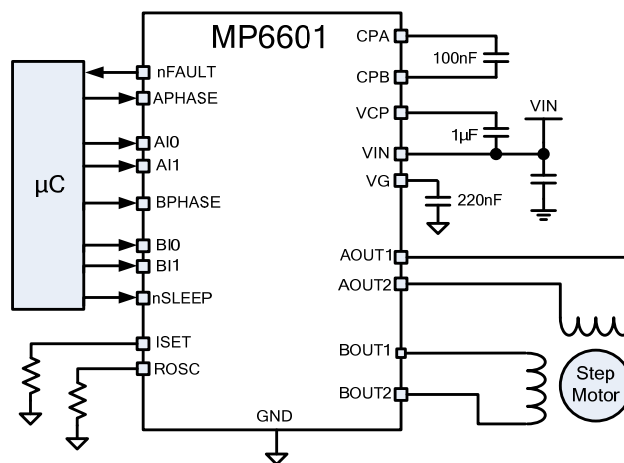 MP6601
µC
nFAULT
APHASE
AI0
AI1
BPHASE
BI0
BI1
nSLEEP
ISET
ROSC
GND
CPA
CPB
VCP
VIN
VG
AOUT1
AOUT2
BOUT1
BOUT2
100nF
1µF
VIN
220nF
Step
Motor